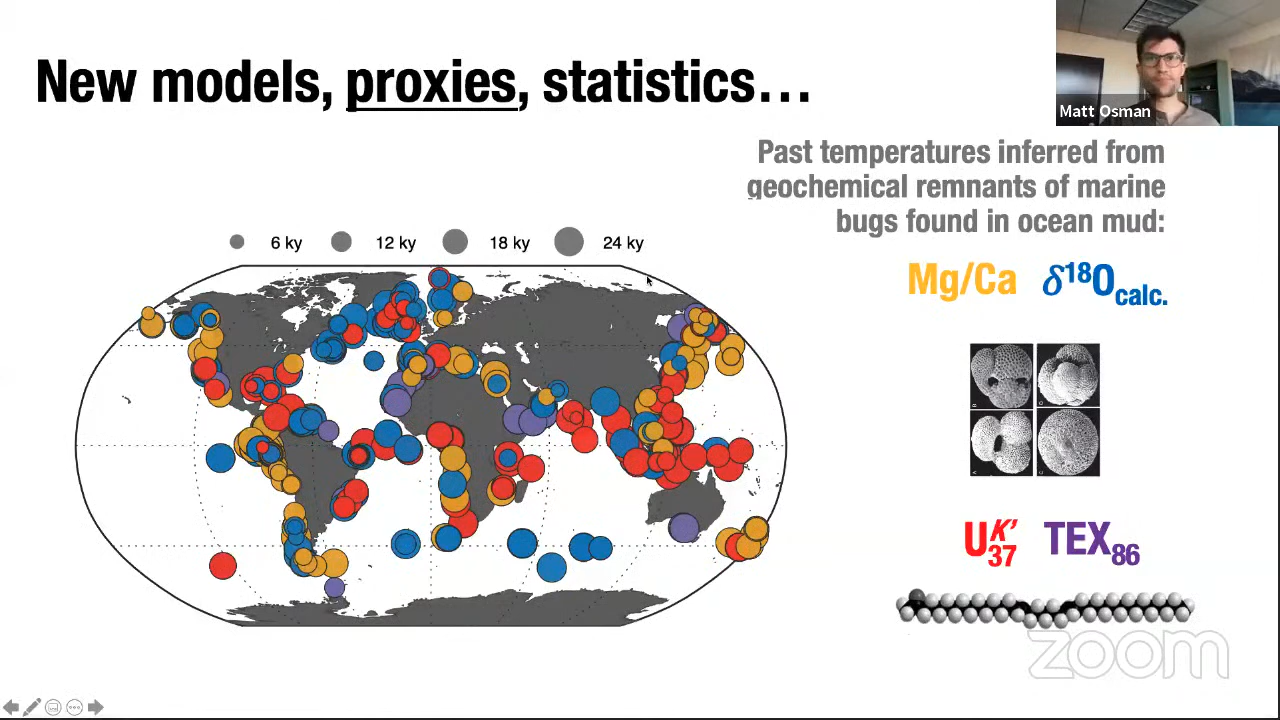 New models, proxies, statistics…
Matt Osman
Past temperatures inferred from
geochemical remnants of marine
bugs found in ocean mud:
6 ky 12 ky 18 ky 24 ky
Mg/Ca δ18Ocalc.
UK′37 TEX86
zoom